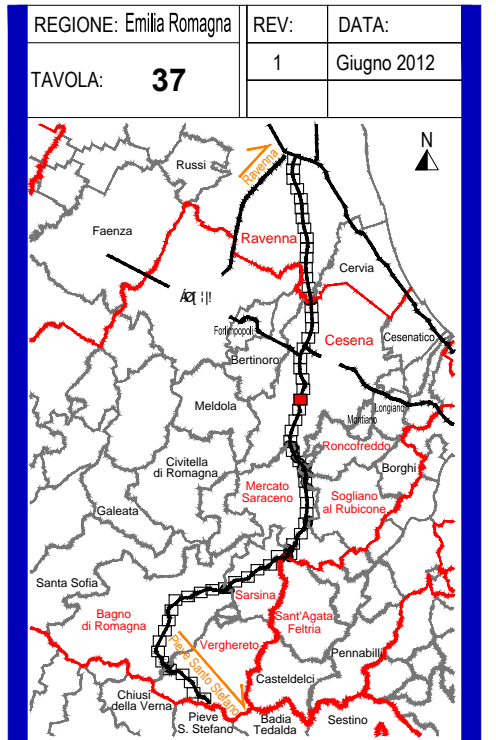 REGIONE: Emilia Romagna
REV:
DATA:
TAVOLA: 37
1
Giugno 2012
N
Russi
Ravenna
Faenza
Ravenna
Cervia
Forlimpopoli
Cesena
Cesenatico
Bertinoro
Meldola
Longiano
Montiano
Roncofreddo
Civitella
di Romagna
Borghi
Mercato
Saraceno
Sogliano
al Rubicone
Galeata
Santa Sofia
Sarsina
Bagno
di Romagna
Sant'Agata
Feltria
Verghereto
Pieve Santo Stefano
Pennabilli
Casteldelci
Chiusi
della Verna
Pieve
S. Stefano
Badia
Tedalda
Sestino